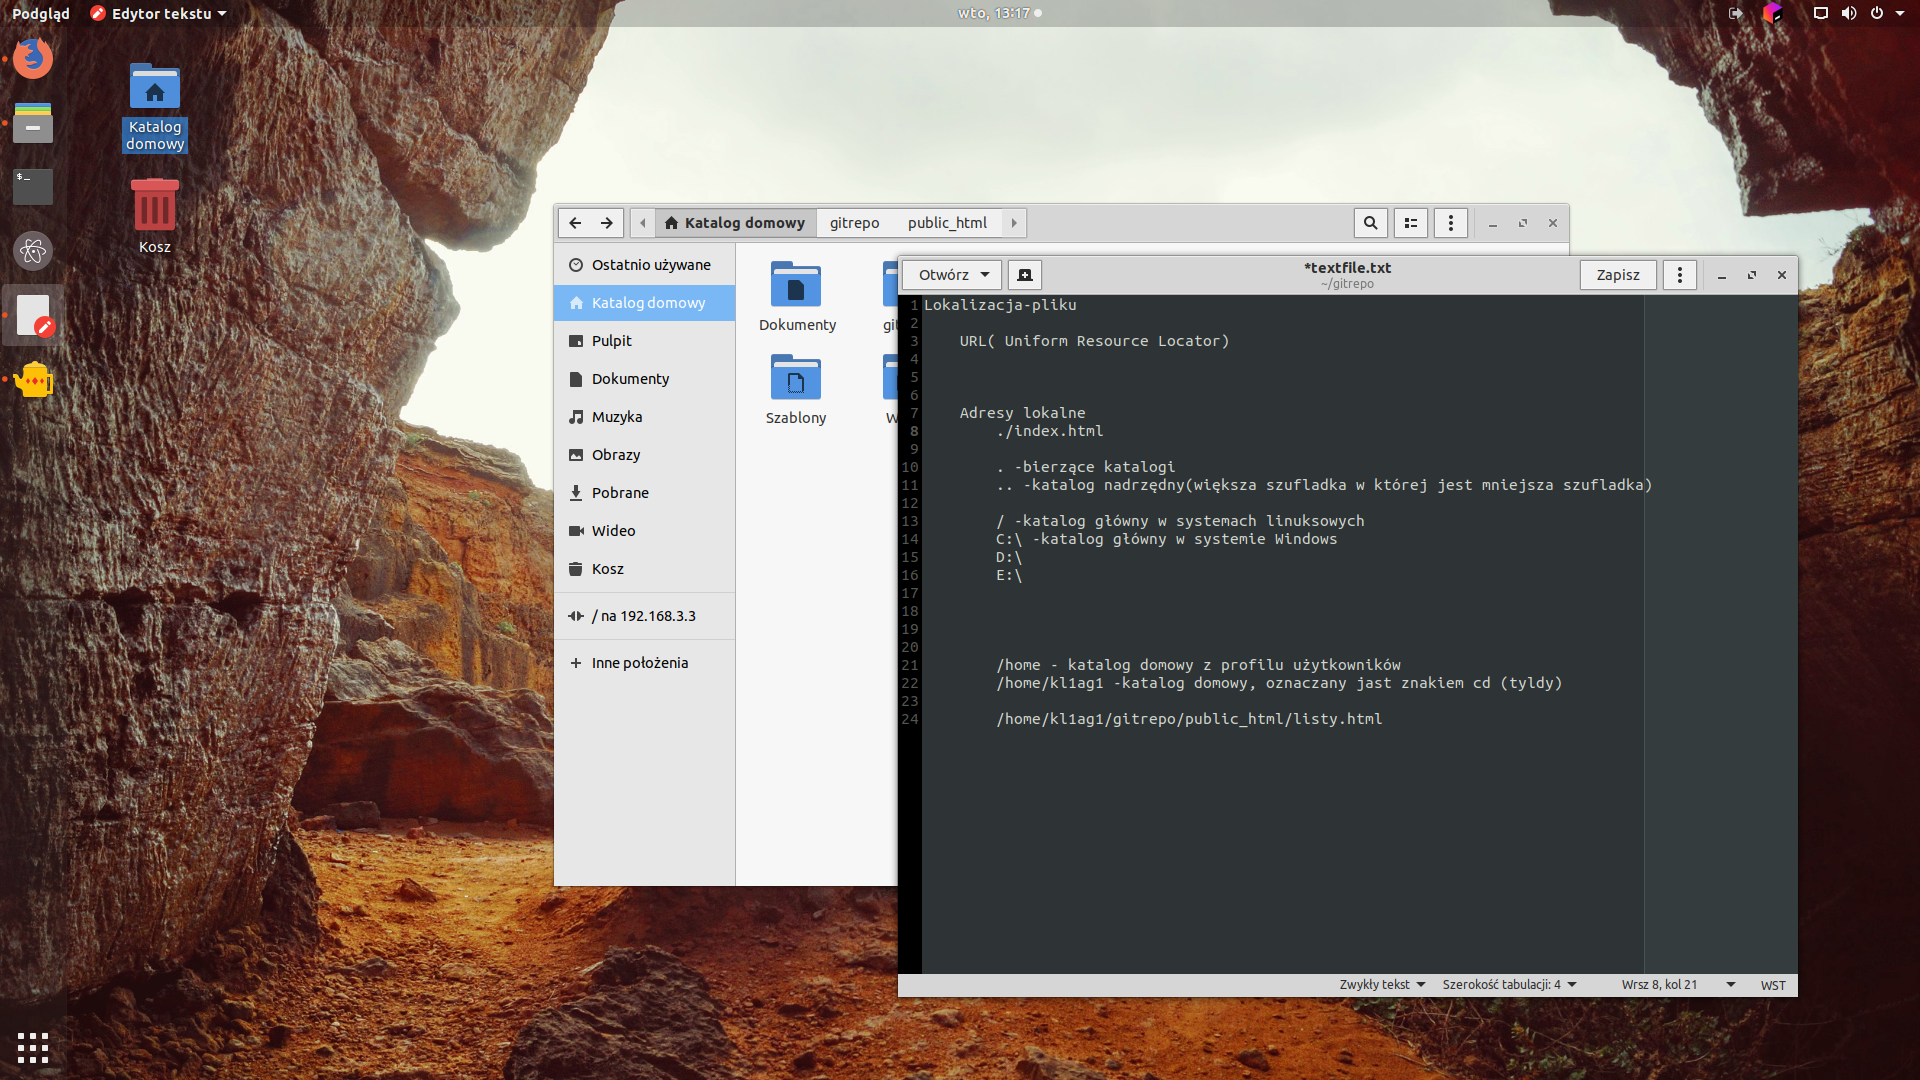 Podgląd
Edytor tekstu
wto, 13:17
Katalog
domowy
Kosz
$_
Katalog domowy
gitrepo
public_html
Ostatnio używane
Katalog domowy
Pulpit
Dokumenty
Muzyka
Obrazy
Pobrane
Wideo
Kosz
/ na 192.168.3.3
Inne położenia
Dokumenty
Szablony
Otwórz
*textfile.txt
~/gitrepo
Zapisz
1 Lokalizacja-pliku
2
3 URL( Uniform Resource Locator)
4
5
6
7 Adresy lokalne
8 ./index.html
9
10 . -bierzące katalogi
11 .. -katalog nadrzędny(większa szufladka w której jest mniejsza szufladka)
12
13 / -katalog główny w systemach linuksowych
14 C:\ -katalog główny w systemie Windows
15 D:\
16 E:\
17
18
19
20
21 /home - katalog domowy z profilu użytkowników
22 /home/kl1ag1 -katalog domowy, oznaczany jast znakiem cd (tyldy)
23
24 /home/kl1ag1/gitrepo/public_html/listy.html
Zwykły tekst
Szerokość tabulacji: 4
Wrsz 8, kol 21
WST